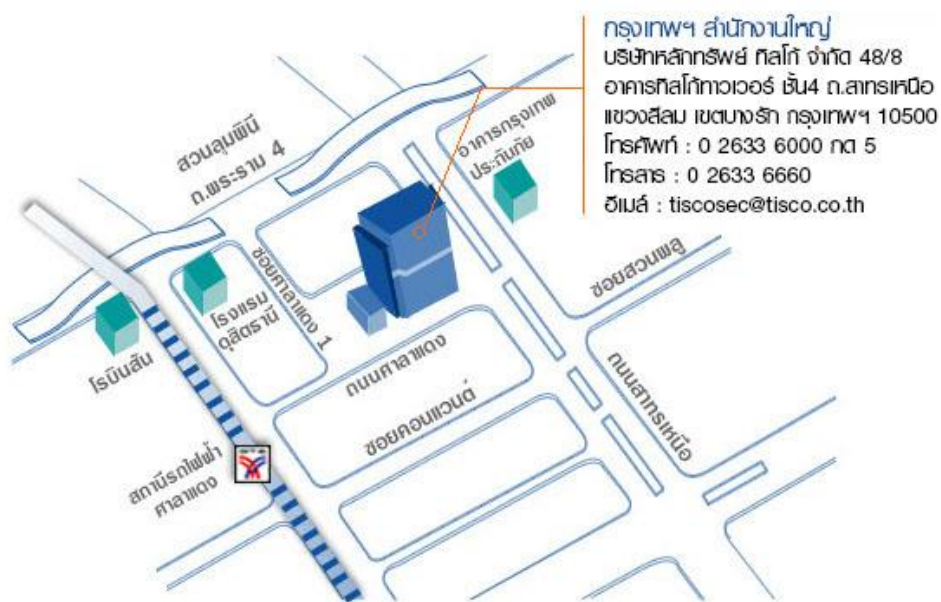 กรุงเทพฯ สำนักงานใหญ่
บริษัทหลักทรัพย์ ทิสโก้ จำกัด 48/8
อาคารทิสโก้ทาวเวอร์ ชั้น4 ถ.สาทรเหนือ
แขวงสีลม เขตบางรัก กรุงเทพฯ 10500
โทรศัพท์ : 0 2633 6000 กด 5
โทรสาร : 0 2633 6660
อีเมล์ : tiscosec@tisco.co.th
สวนลุมพินี
ถ.พระราม 4
อาคารกรุงเทพ
ประกันภัย
ซอยศาลาแดง 1
โรงแรม
ดุสิตธานี
โรบินสัน
ซอยสวนพลู
ถนนศาลาแดง
ซอยคอนแวนต์
ถนนสาทรเหนือ
สถานีรถไฟฟ้า
ศาลาแดง